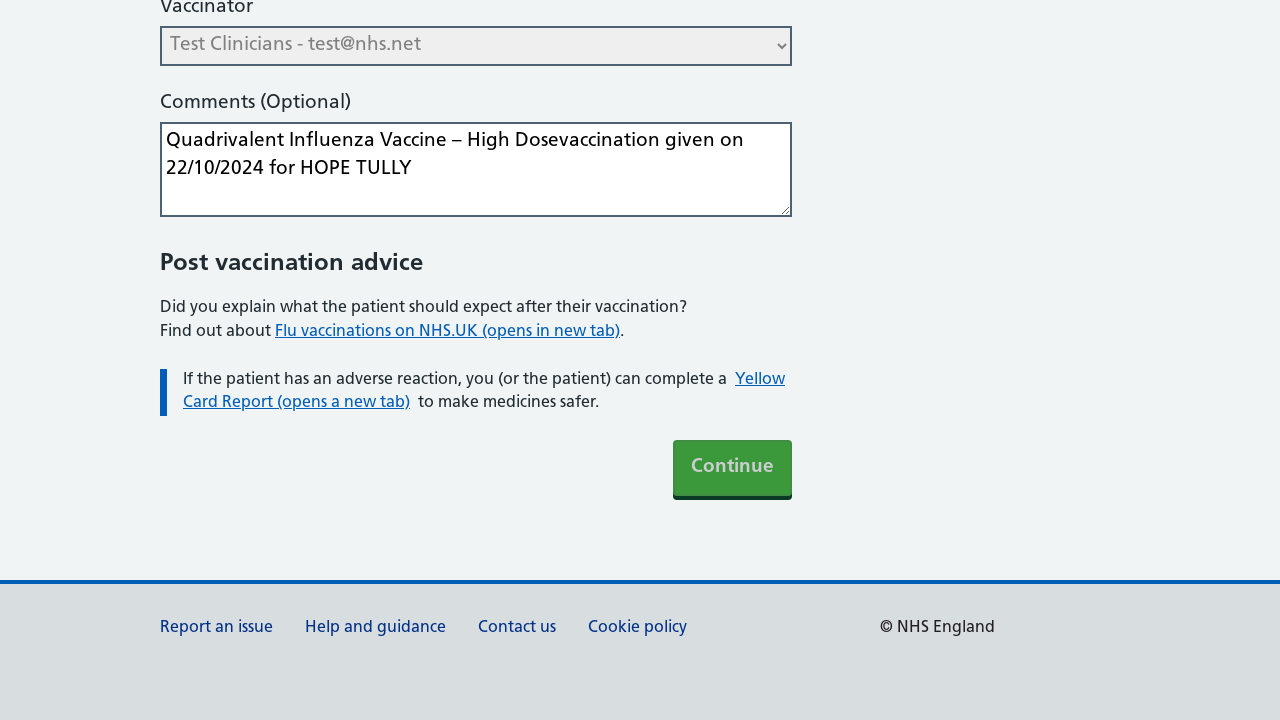 Vaccinator
Test Clinicians - test@nhs.net
Comments (Optional)
Quadrivalent Influenza Vaccine – High Dosevaccination given on
22/10/2024 for HOPE TULLY
Post vaccination advice
Did you explain what the patient should expect after their vaccination?
Find out about Flu vaccinations on NHS.UK (opens in new tab).
If the patient has an adverse reaction, you (or the patient) can complete a Yellow
Card Report (opens a new tab) to make medicines safer.
Continue
Report an issue Help and guidance Contact us Cookie policy © NHS England